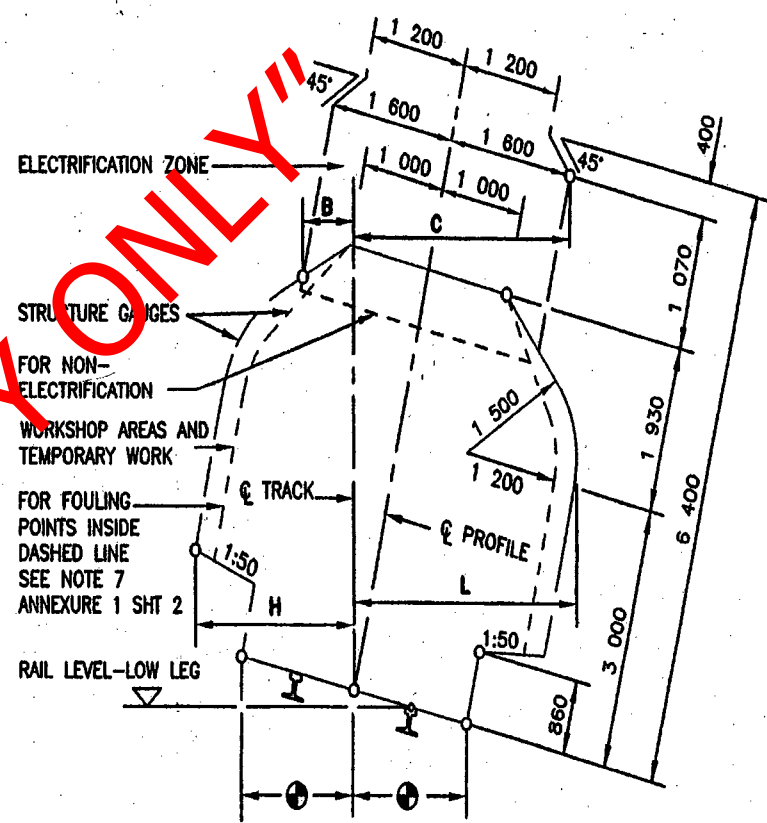 1 200
1 200
45°
1 600
1 600
45°
400
ELECTRIFICATION ZONE
1 000
1 000
B
C
1 070
STRUCTURE GAUGES
FOR NON-
ELECTRIFICATION
1 500
1 930
WORKSHOP AREAS AND
TEMPORARY WORK
1 200
6 400
FOR FOULING
POINTS INSIDE
DASHED LINE
SEE NOTE 7
ANNEXURE 1 SHT 2
℄ TRACK
℄ PROFILE
1:50
H
L
3 000
1:50
RAIL LEVEL-LOW LEG
860
Y ONLY"